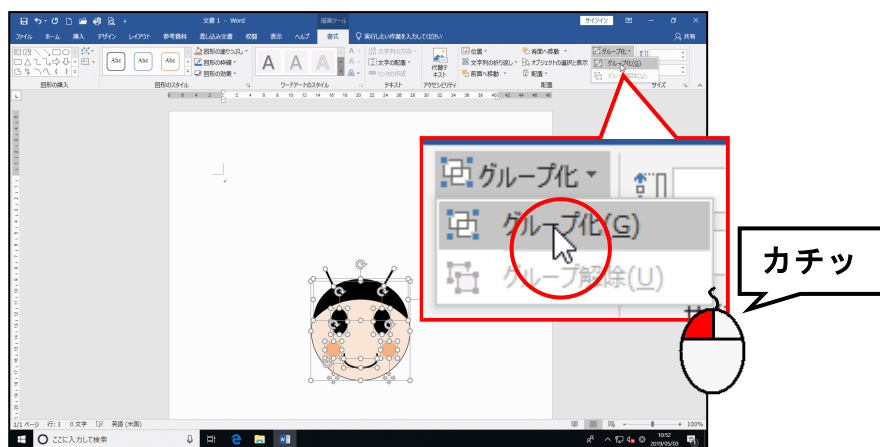 文書 1 - Word
描画ツール
サインイン
ファイル ホーム 挿入 デザイン レイアウト 参考資料 差し込み文書 校閲 表示 ヘルプ 書式 実行したい作業を入力してください
共有
Abc Abc Abc
図形の塗りつぶし
図形の枠線
図形の効果
A A A
文字列の方向
文字の配置
リンクの作成
代替テキスト
位置
文字列の折り返し
前面へ移動
背面へ移動
オブジェクトの選択と表示
配置
グループ化
グループ化(G)
グループ解除(U)
図形の挿入 図形のスタイル ワードアートのスタイル テキスト アクセシビリティ 配置 サイズ
グループ化
グループ化(G)
グループ解除(U)
カチッ
1/1 ページ 行: 1 0 文字 英語 (米国)
100%
ここに入力して検索
10:52
2019/05/03